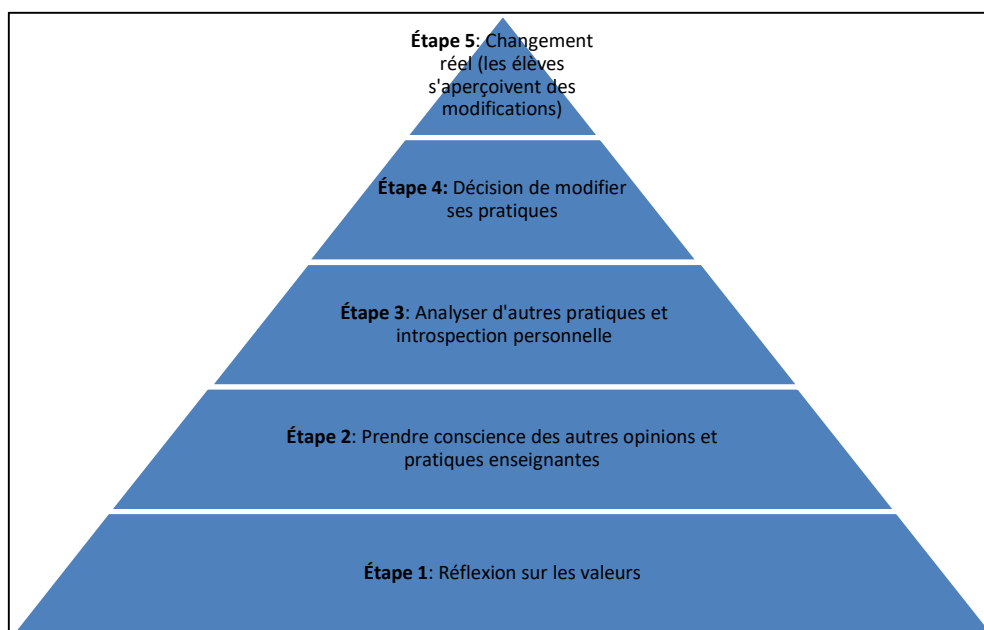 Étape 5: Changement
réel (les élèves
s'aperçoivent des
modifications)
Étape 4: Décision de modifier
ses pratiques
Étape 3: Analyser d'autres pratiques et
introspection personnelle
Étape 2: Prendre conscience des autres opinions et
pratiques enseignantes
Étape 1: Réflexion sur les valeurs